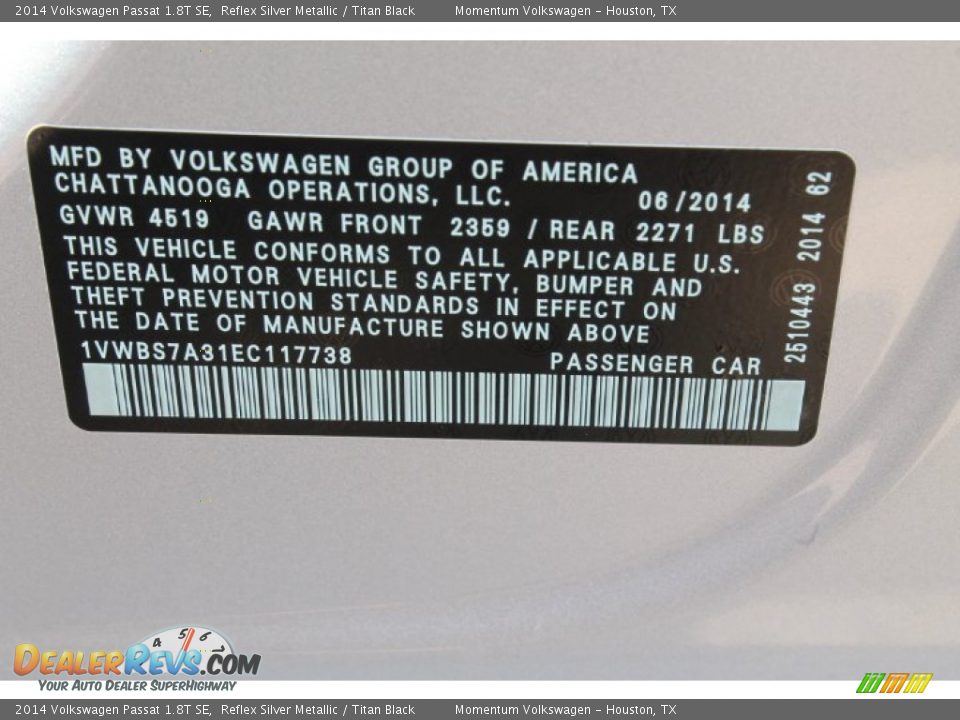 2014 Volkswagen Passat 1.8T SE, Reflex Silver Metallic / Titan Black Momentum Volkswagen - Houston, TX
MFD BY VOLKSWAGEN GROUP OF AMERICA
CHATTANOOGA OPERATIONS, LLC. 06/2014
GVWR 4519 GAWR FRONT 2359 / REAR 2271 LBS
THIS VEHICLE CONFORMS TO ALL APPLICABLE U.S.
FEDERAL MOTOR VEHICLE SAFETY, BUMPER AND
THEFT PREVENTION STANDARDS IN EFFECT ON
THE DATE OF MANUFACTURE SHOWN ABOVE
1VWBS7A31EC117738 PASSENGER CAR
2510443 2014 62
4 5 6 7
DEALERREVS.COM
YOUR AUTO DEALER SUPERHIGHWAY
2014 Volkswagen Passat 1.8T SE, Reflex Silver Metallic / Titan Black Momentum Volkswagen - Houston, TX